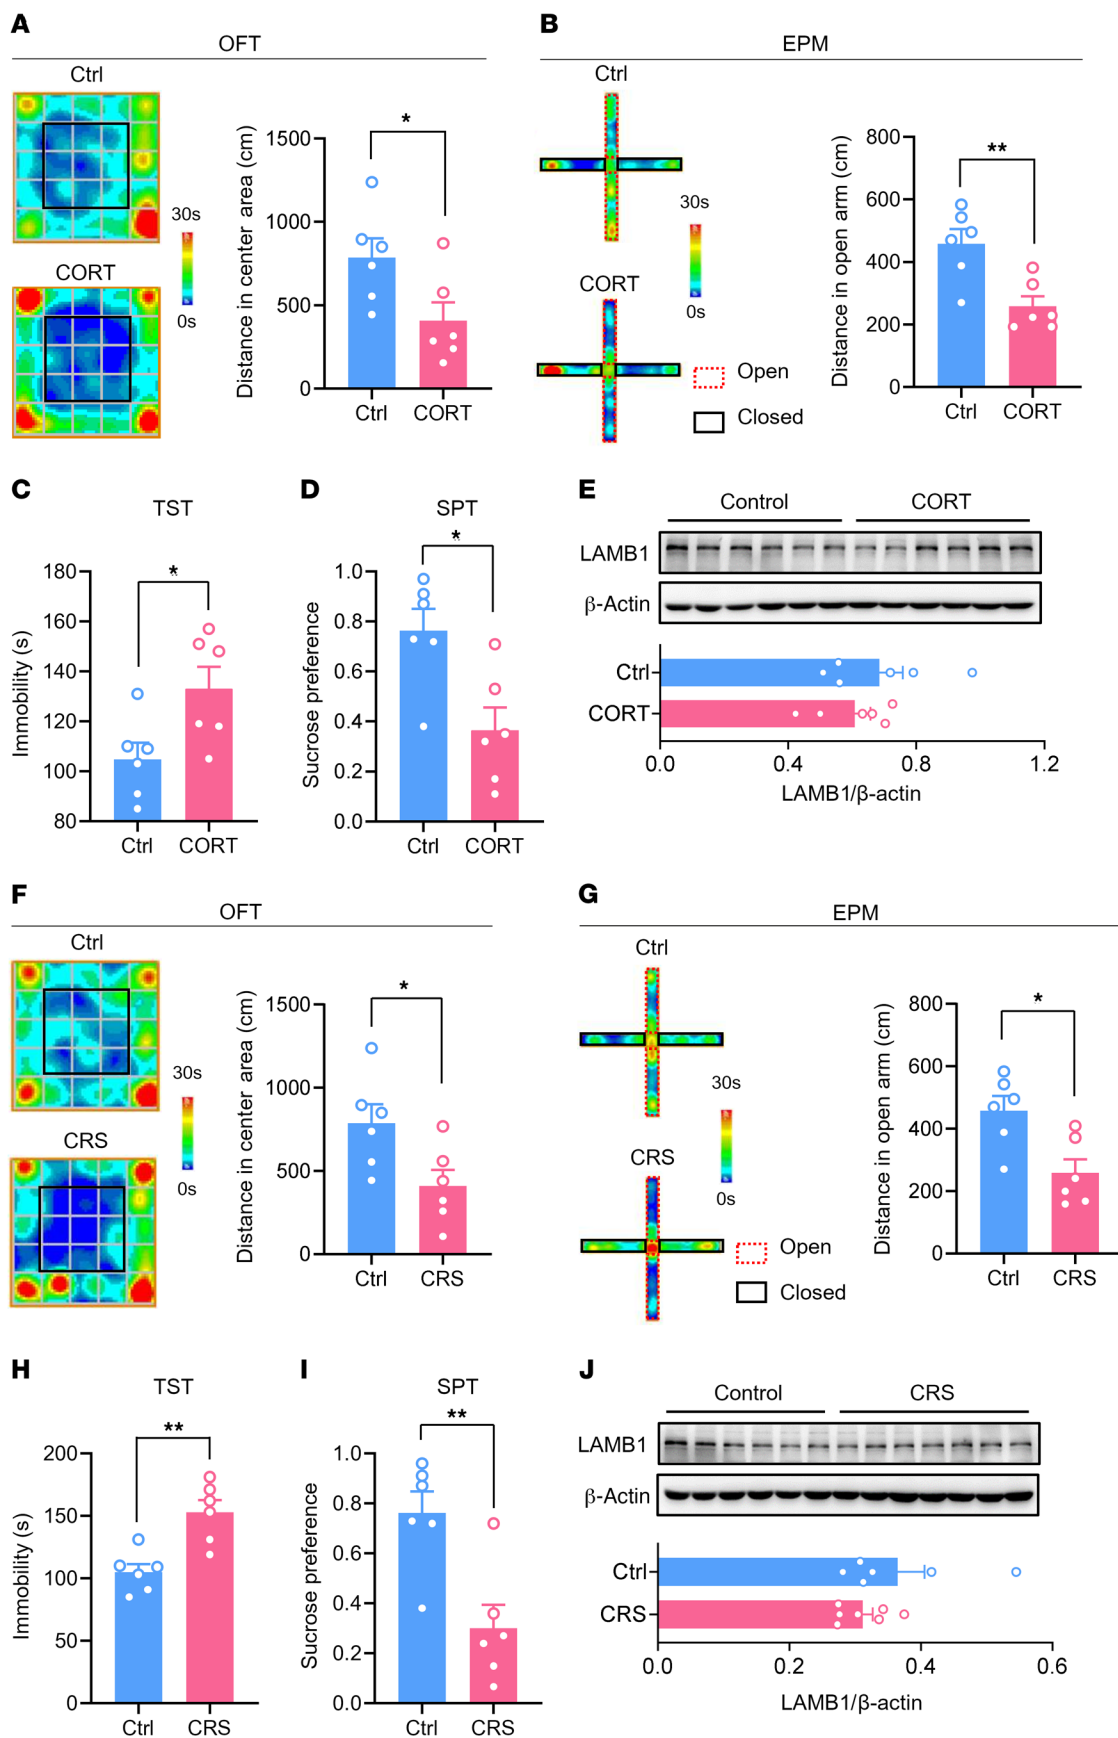 A
OFT
Ctrl
CORT
30s
0s
Distance in center area (cm)
1500
1000
500
0
*
Ctrl
CORT
B
EPM
Ctrl
CORT
30s
0s
Open
Closed
Distance in open arm (cm)
800
600
400
200
0
**
Ctrl
CORT
C
TST
Immobility (s)
180
160
140
120
100
80
*
Ctrl
CORT
D
SPT
Sucrose preference
1.0
0.8
0.6
0.4
0.2
0.0
*
Ctrl
CORT
E
Control
CORT
LAMB1
β-Actin
Ctrl
CORT
0.0
0.4
0.8
1.2
LAMB1/β-actin
F
OFT
Ctrl
CRS
30s
0s
Distance in center area (cm)
1500
1000
500
0
*
Ctrl
CRS
G
EPM
Ctrl
CRS
30s
0s
Open
Closed
Distance in open arm (cm)
800
600
400
200
0
*
Ctrl
CRS
H
TST
Immobility (s)
200
150
100
50
0
**
Ctrl
CRS
I
SPT
Sucrose preference
1.0
0.8
0.6
0.4
0.2
0.0
**
Ctrl
CRS
J
Control
CRS
LAMB1
β-Actin
Ctrl
CRS
0.0
0.2
0.4
0.6
LAMB1/β-actin